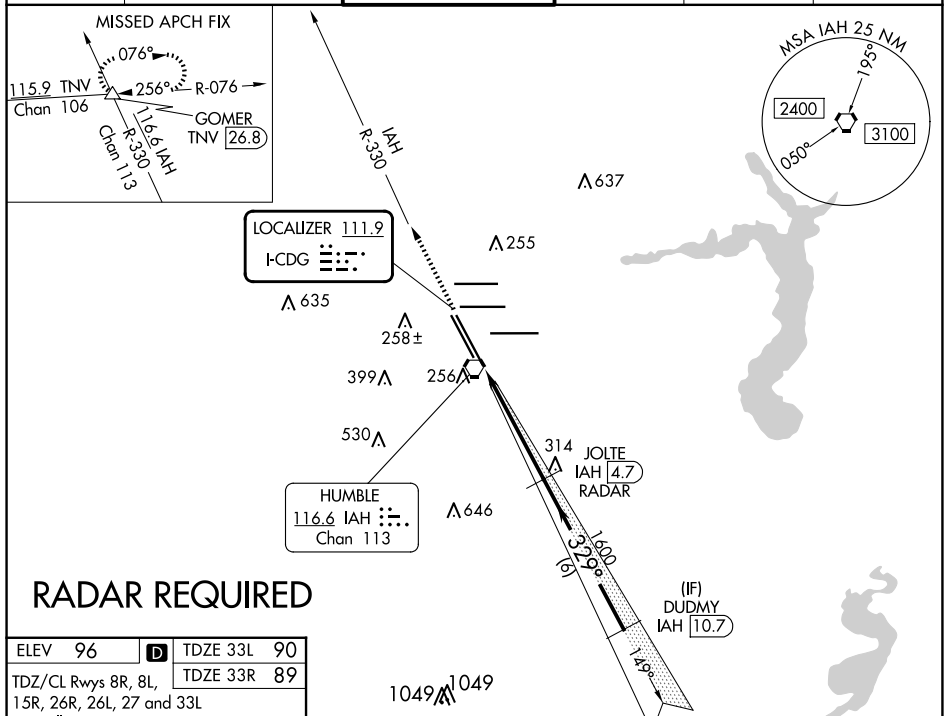 MISSED APCH FIX
076°
115.9 TNV
Chan 106
256°
R-076
GOMER
TNV 26.8
116.6 IAH
R-330
Chan 113
IAH
R-330
MSA IAH 25 NM
195°
2400
3100
050°
637
LOCALIZER 111.9
I-CDG
255
635
258±
399
256
530
314
JOLTE
IAH 4.7
RADAR
HUMBLE
116.6 IAH
Chan 113
646
1600
329°
(6)
(IF)
DUDMY
IAH 10.7
149°
RADAR REQUIRED
ELEV 96
D
TDZE 33L 90
TDZE 33R 89
TDZ/CL Rwys 8R, 8L,
15R, 26R, 26L, 27 and 33L
1049
1049